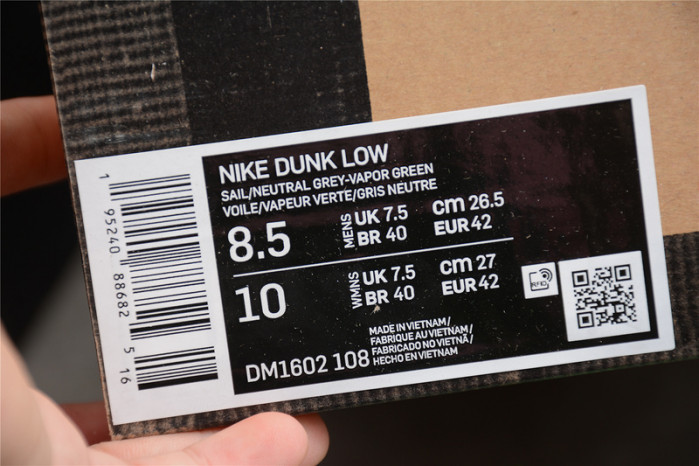 NIKE DUNK LOW
SAIL/NEUTRAL GREY-VAPOR GREEN
VOILE/VAPEUR VERTE/GRIS NEUTRE
8.5
MENS
UK 7.5
BR 40
cm 26.5
EUR 42
10
WMNS
UK 7.5
BR 40
cm 27
EUR 42
RFID
MADE IN VIETNAM/
FABRIQUE AU VIETNAM/
FABRICADO NO VIETNÃ/
HECHO EN VIETNAM
DM1602 108
1 95240 88682 5 16